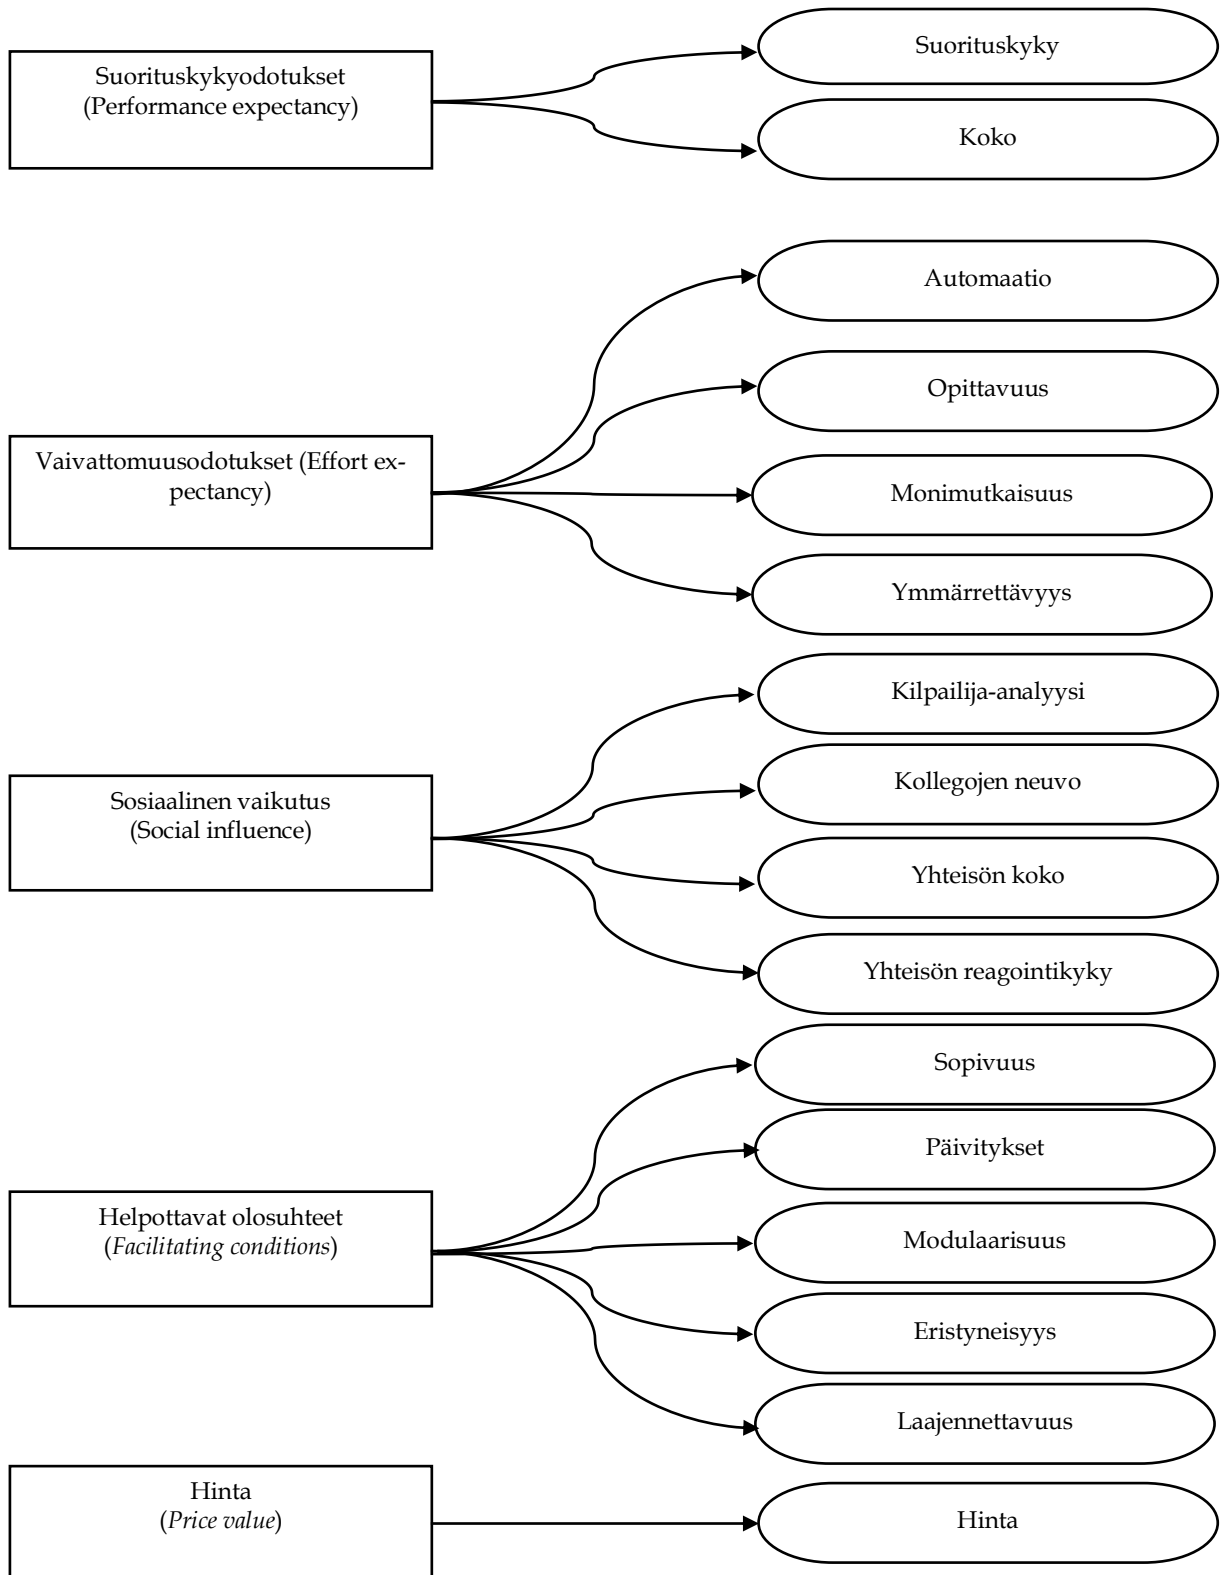 Suorituskykyodotukset
(Performance expectancy)
Suorituskyky
Koko
Vaivattomuusodotukset (Effort ex-
pectancy)
Automaatio
Opittavuus
Monimutkaisuus
Ymmärrettävyys
Sosiaalinen vaikutus
(Social influence)
Kilpailija-analyysi
Kollegojen neuvo
Yhteisön koko
Yhteisön reagointikyky
Helpottavat olosuhteet
(Facilitating conditions)
Sopivuus
Päivitykset
Modulaarisuus
Eristyneisyys
Laajennettavuus
Hinta
(Price value)
Hinta